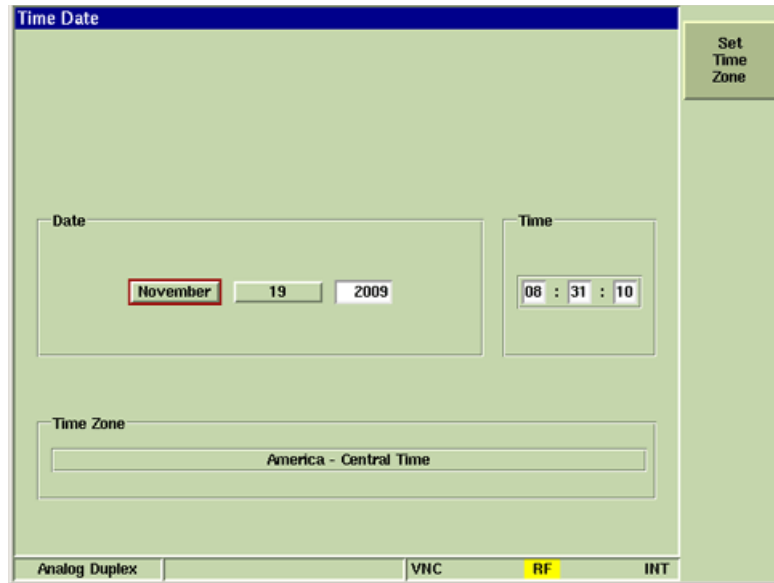 Time Date
Set
Time
Zone
Date
November 19 2009
Time
08 : 31 : 10
Time Zone
America - Central Time
Analog Duplex VNC RF INT